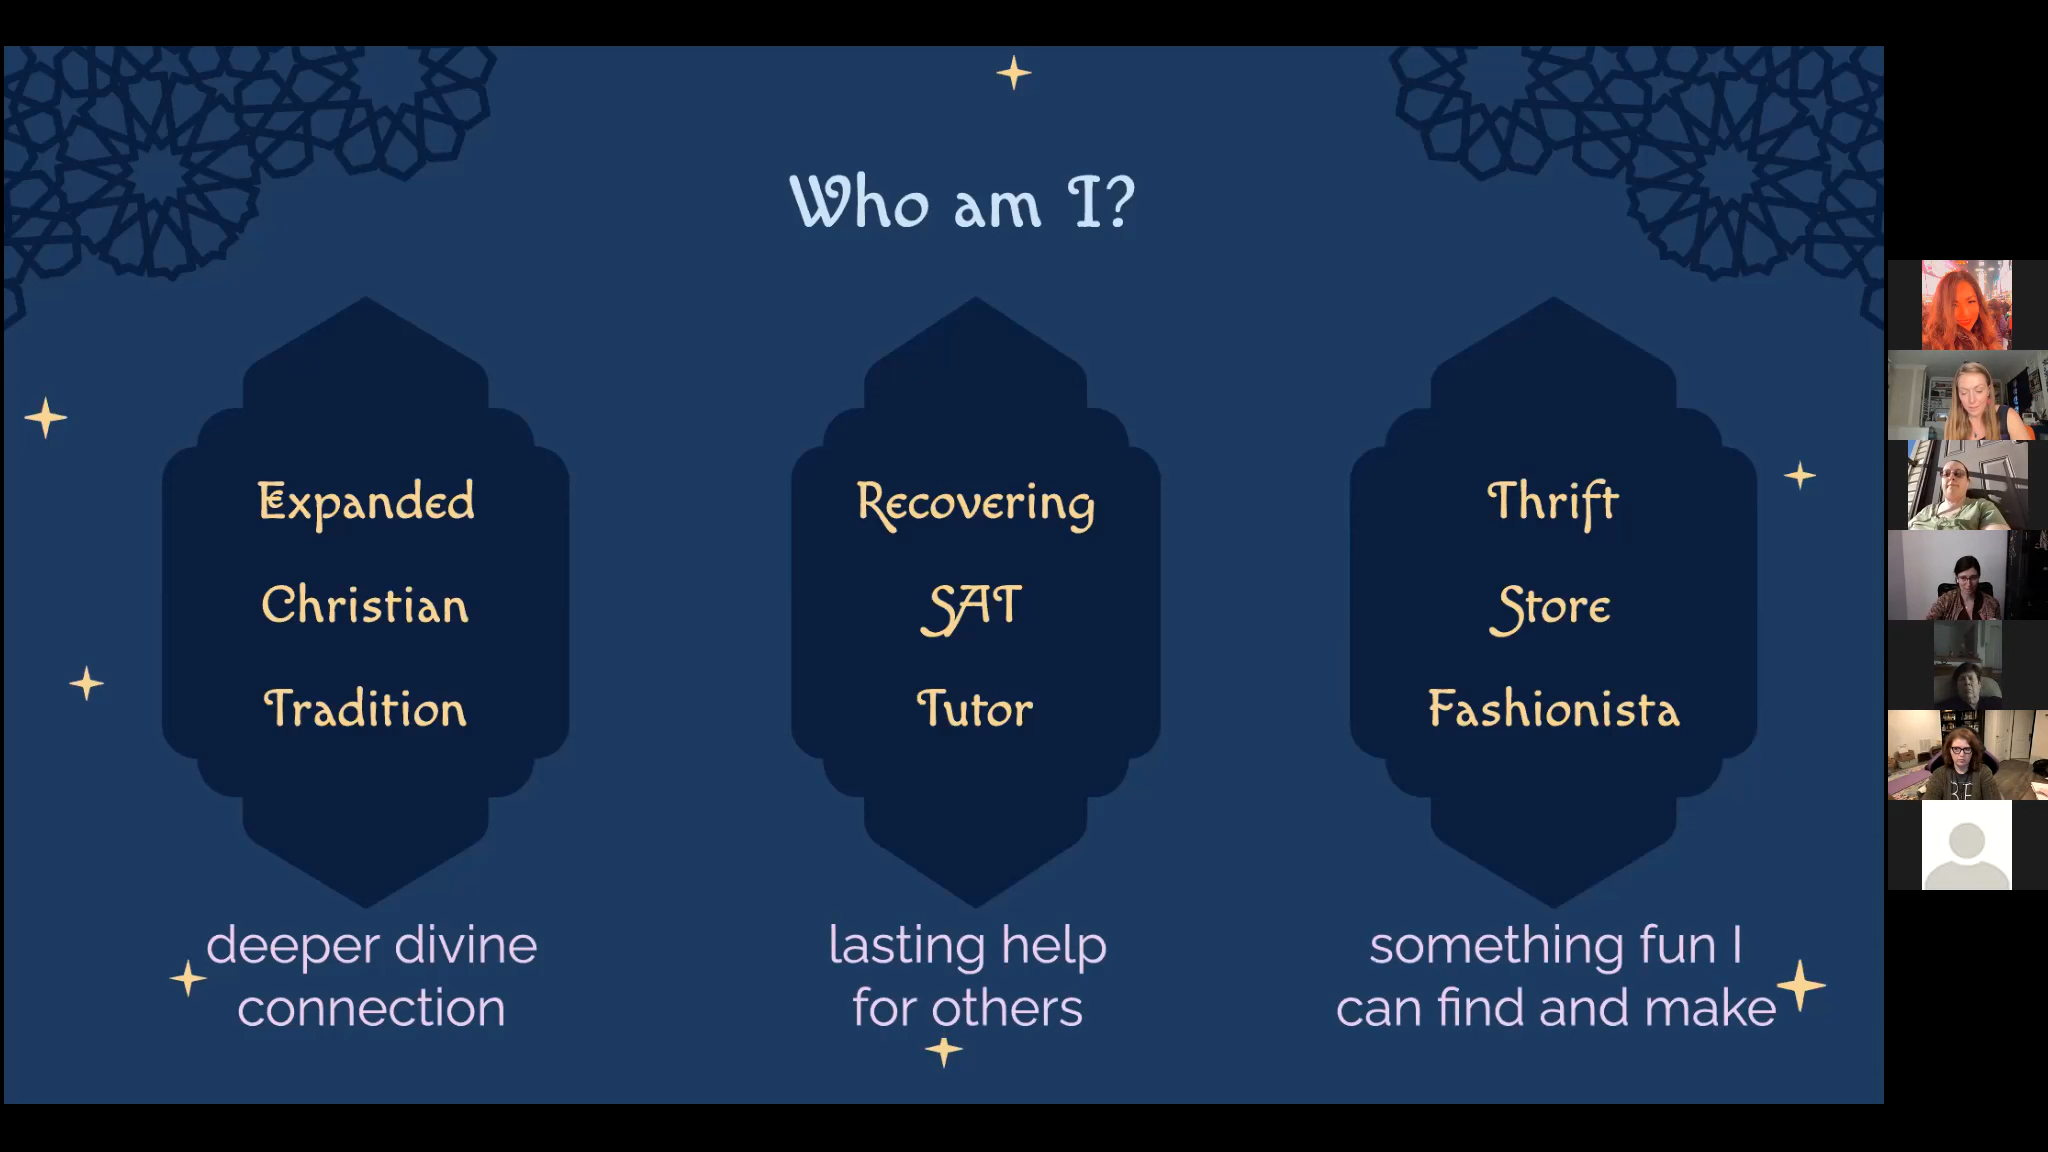 Who am I?
Expanded
Christian
Tradition
deeper divine
connection
Recovering
SAT
Tutor
lasting help
for others
Thrift
Store
Fashionista
something fun I
can find and make